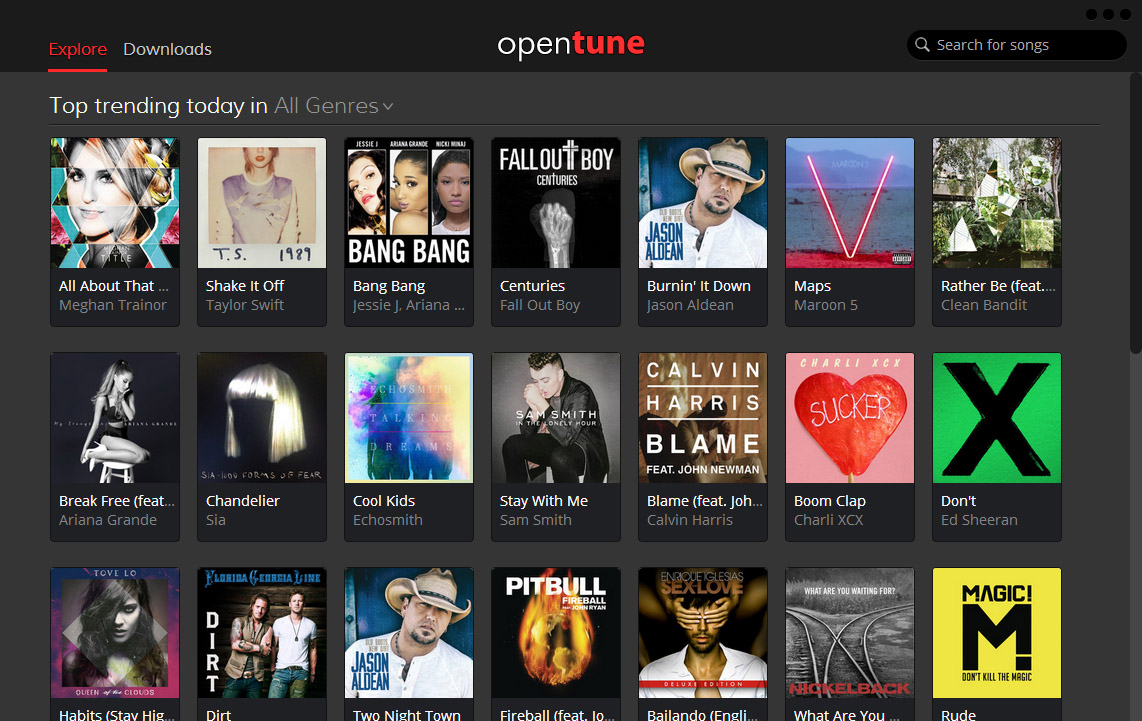 Explore Downloads
opentune
Search for songs
Top trending today in All Genres
TITLE
T.S. 1989
JESSIE J ARIANA GRANDE NICKI MINAJ
BANG BANG
FALL OUT BOY
CENTURIES
OLD BOOTS,
NEW DIRT
JASON
ALDEAN
MAROON 5
V
All About That ...
Meghan Trainor
Shake It Off
Taylor Swift
Bang Bang
Jessie J, Ariana ...
Centuries
Fall Out Boy
Burnin' It Down
Jason Aldean
Maps
Maroon 5
Rather Be (feat....
Clean Bandit
My Everything ARIANA GRANDE
SIA-1000 FORMS OF FEAR
ECHOSMITH
TALKING
DREAMS
SAM SMITH
IN THE LONELY HOUR
CALVIN
HARRIS
BLAME
FEAT. JOHN NEWMAN
CHARLI XCX
SUCKER
X
Break Free (feat...
Ariana Grande
Chandelier
Sia
Cool Kids
Echosmith
Stay With Me
Sam Smith
Blame (feat. Joh...
Calvin Harris
Boom Clap
Charli XCX
Don't
Ed Sheeran
TOVE LO
QUEEN of the CLOUDS
FLORIDA GEORGIA LINE
DIRT
OLD BOOTS,
NEW DIRT
JASON
ALDEAN
PITBULL
FIREBALL
FEAT. JOHN RYAN
ENRIQUE IGLESIAS
SEX+LOVE
DELUXE EDITION
WHAT ARE YOU WAITING FOR?
NICKELBACK
MAGIC!
M!
DON'T KILL THE MAGIC
Habits (Stay Hig...
Dirt
Two Night Town
Fireball (feat. Jo...
Bailando (Engli...
What Are You ...
Rude